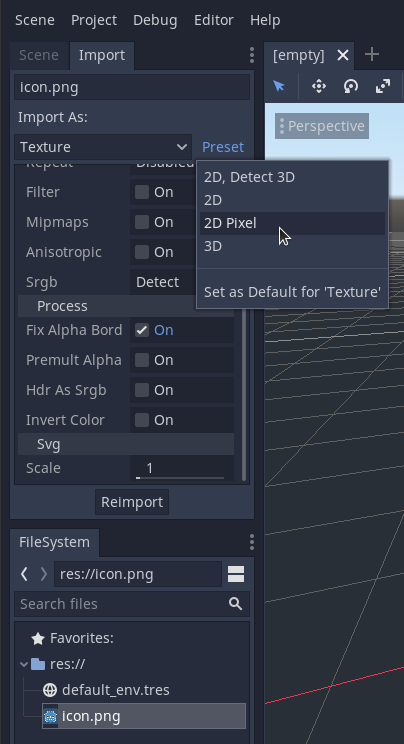 Scene Project Debug Editor Help
Scene Import
[empty]
icon.png
Import As:
Perspective
Texture Preset
Repeat Disabled
2D, Detect 3D
Filter On
2D
Mipmaps On
2D Pixel
Anisotropic On
3D
Srgb Detect
Set as Default for 'Texture'
Process
Fix Alpha Bord On
Premult Alpha On
Hdr As Srgb On
Invert Color On
Svg
Scale 1
Reimport
FileSystem
res://icon.png
Search files
Favorites:
res://
default_env.tres
icon.png